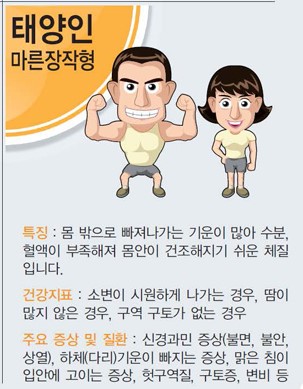 태양인
마른장작형
특징 : 몸 밖으로 빠져나가는 기운이 많아 수분,
혈액이 부족해져 몸안이 건조해지기 쉬운 체질
입니다.
건강지표 : 소변이 시원하게 나가는 경우, 땀이
많지 않은 경우, 구역 구토가 없는 경우
주요 증상 및 질환 : 신경과민 증상(불면, 불안,
상열), 하체(다리)기운이 빠지는 증상, 맑은 침이
입안에 고이는 증상, 헛구역질, 구토증, 변비 등